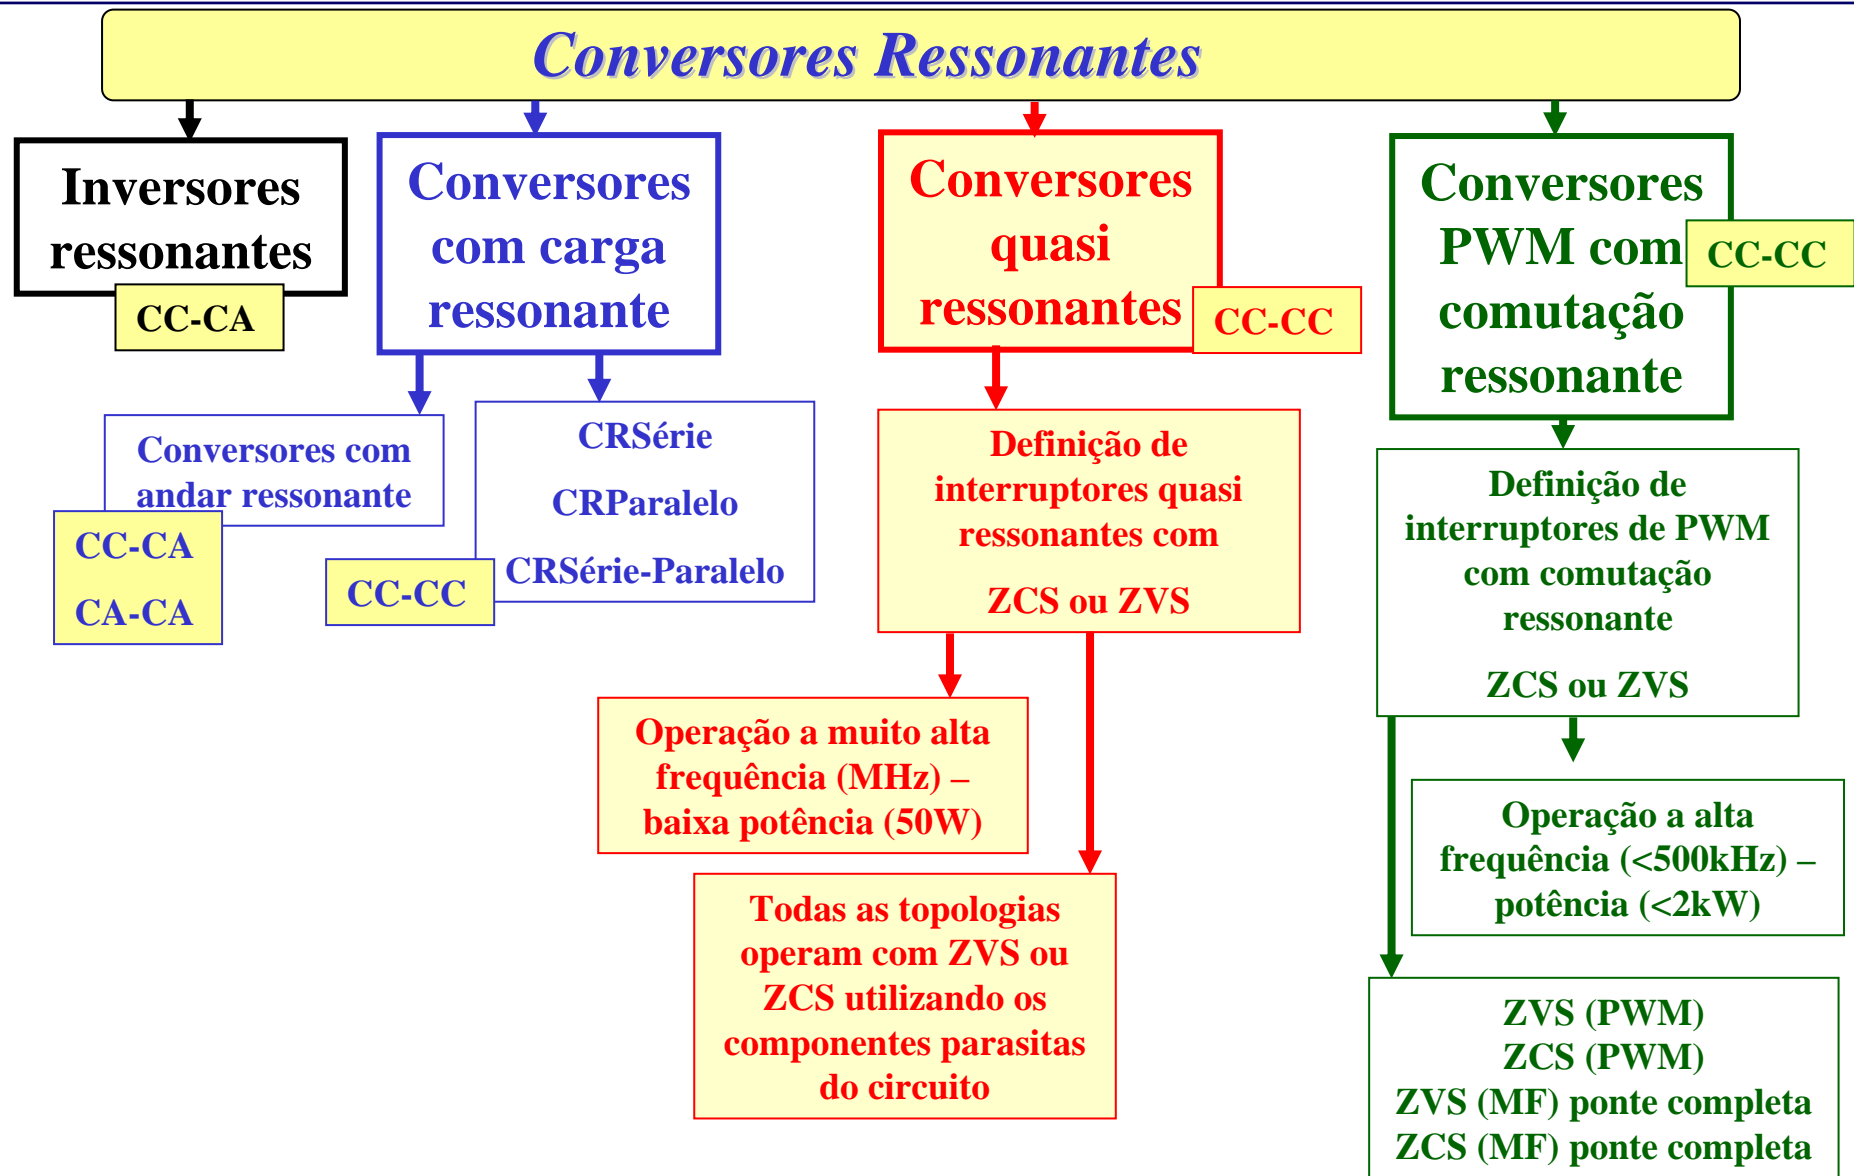 Conversores Ressonantes
Inversores
ressonantes
CC-CA
Conversores
com carga
ressonante
Conversores com
andar ressonante
CC-CA
CA-CA
CRSérie
CRParalelo
CRSérie-Paralelo
CC-CC
Conversores
quasi
ressonantes
CC-CC
Definição de
interruptores quasi
ressonantes com
ZCS ou ZVS
Operação a muito alta
frequência (MHz) –
baixa potência (50W)
Todas as topologias
operam com ZVS ou
ZCS utilizando os
componentes parasitas
do circuito
Conversores
PWM com
comutação
ressonante
CC-CC
Definição de
interruptores de PWM
com comutação
ressonante
ZCS ou ZVS
Operação a alta
frequência (<500kHz) –
potência (<2kW)
ZVS (PWM)
ZCS (PWM)
ZVS (MF) ponte completa
ZCS (MF) ponte completa